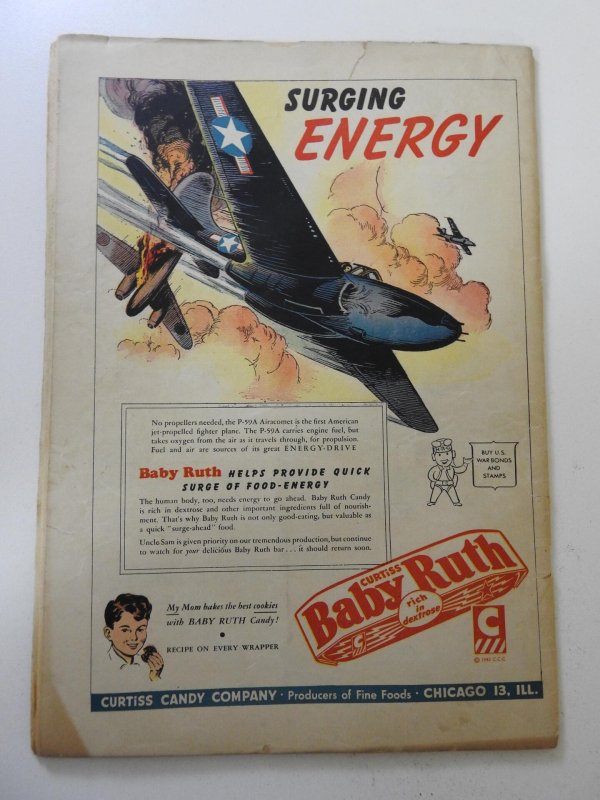 SURGING
ENERGY
No propellers needed, the P-59A Airacomet is the first American
jet-propelled fighter plane. The P-59A carries engine fuel, but
takes oxygen from the air as it travels through, for propulsion.
Fuel and air are sources of its great ENERGY-DRIVE
Baby Ruth HELPS PROVIDE QUICK
SURGE OF FOOD-ENERGY
The human body, too, needs energy to go ahead. Baby Ruth Candy
is rich in dextrose and other important ingredients full of nourish-
ment. That's why Baby Ruth is not only good-eating, but valuable as
a quick "surge-ahead" food.
Uncle Sam is given priority on our tremendous production, but continue
to watch for your delicious Baby Ruth bar... it should return soon.
BUY U.S.
WAR BONDS
AND
STAMPS
CURTISS
Baby Ruth
rich
in
dextrose
C
C
My Mom bakes the best cookies
with BABY RUTH Candy!
•
RECIPE ON EVERY WRAPPER
CURTISS CANDY COMPANY · Producers of Fine Foods · CHICAGO 13, ILL.